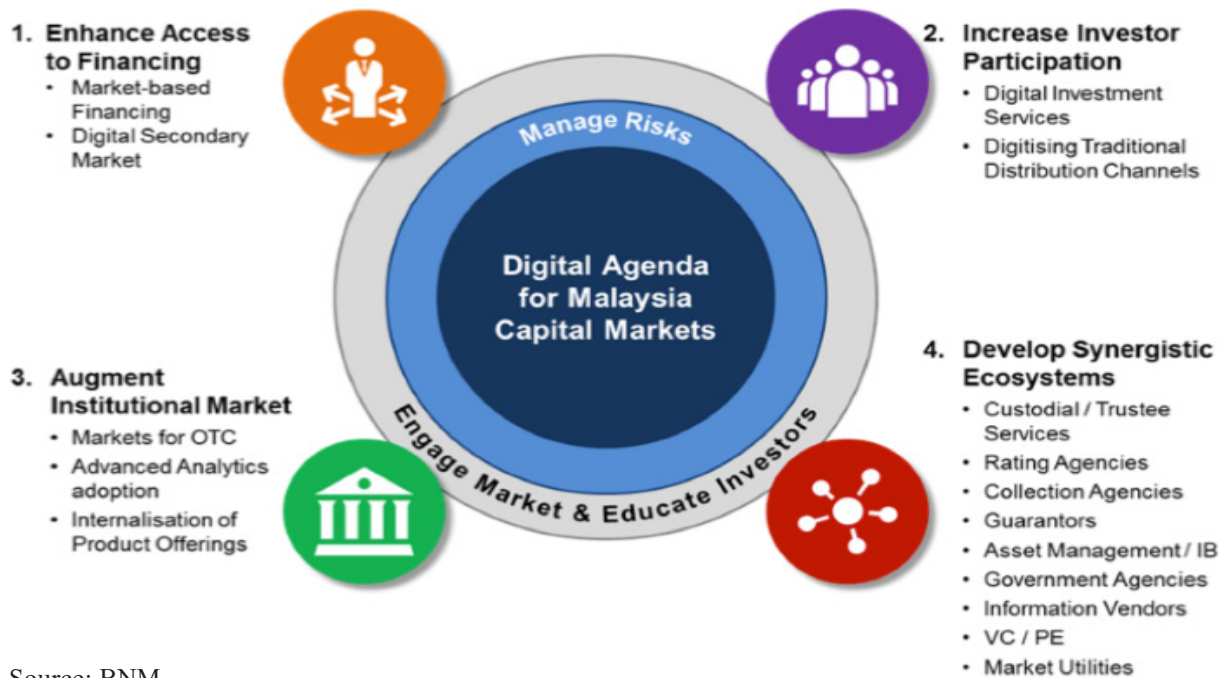 1. Enhance Access
to Financing
• Market-based
Financing
• Digital Secondary
Market
2. Increase Investor
Participation
• Digital Investment
Services
• Digitising Traditional
Distribution Channels
Manage Risks
Digital Agenda
for Malaysia
Capital Markets
Engage Market & Educate Investors
3. Augment
Institutional Market
• Markets for OTC
• Advanced Analytics
adoption
• Internalisation of
Product Offerings
4. Develop Synergistic
Ecosystems
• Custodial / Trustee
Services
• Rating Agencies
• Collection Agencies
• Guarantors
• Asset Management / IB
• Government Agencies
• Information Vendors
• VC / PE
• Market Utilities
Source: BNM